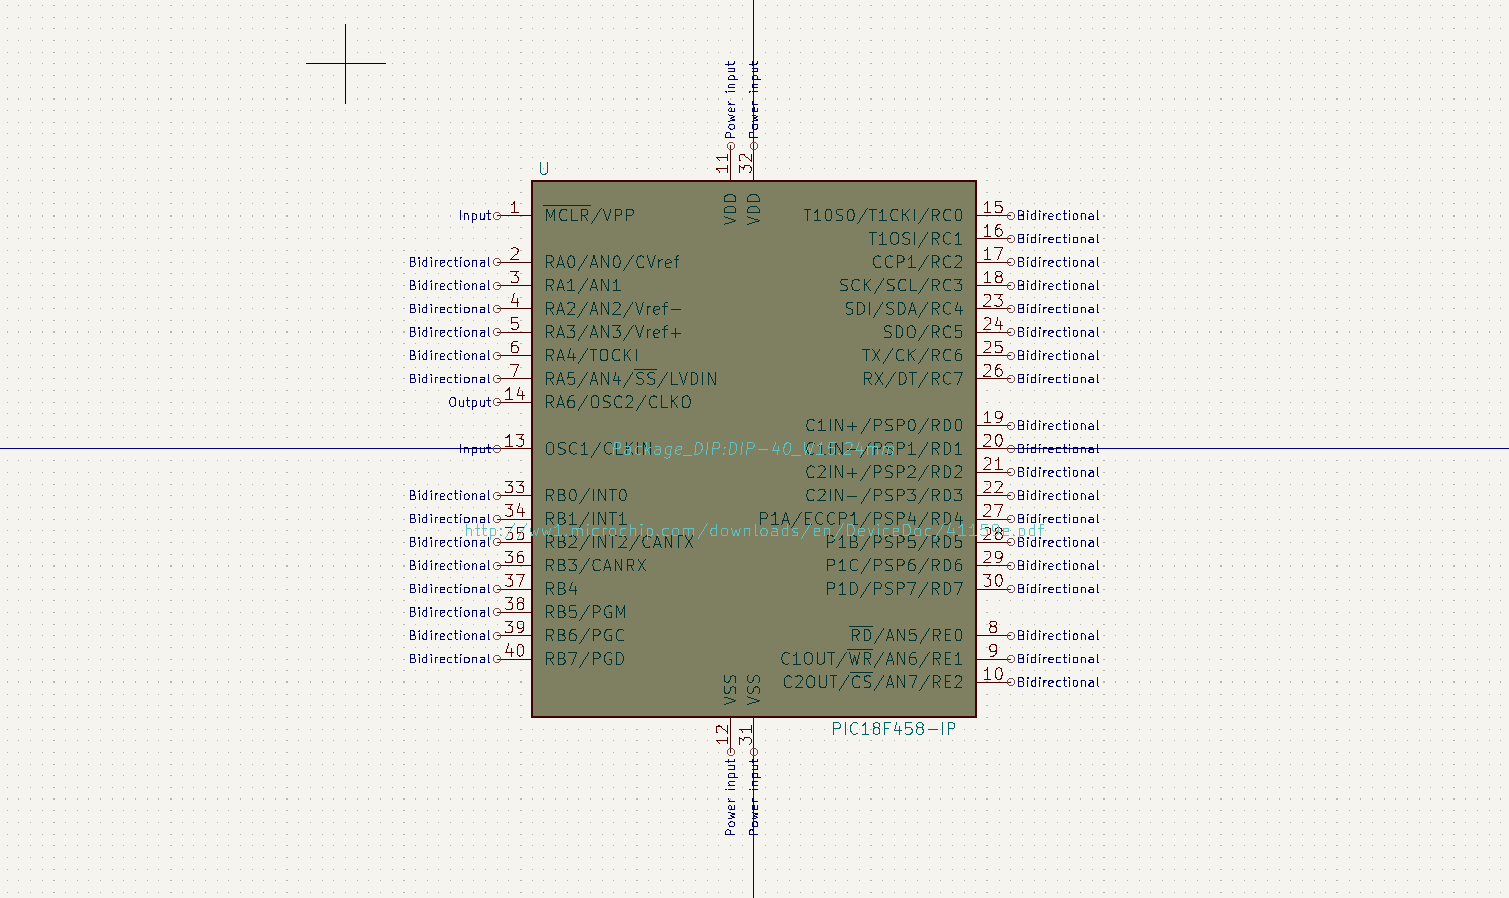 Power input
Power input
11
32
U
VDD
VDD
Input 1 MCLR/VPP
T1OSO/T1CKI/RC0 15 Bidirectional
T1OSI/RC1 16 Bidirectional
Bidirectional 2 RA0/AN0/CVref
CCP1/RC2 17 Bidirectional
Bidirectional 3 RA1/AN1
SCK/SCL/RC3 18 Bidirectional
Bidirectional 4 RA2/AN2/Vref-
SDI/SDA/RC4 23 Bidirectional
Bidirectional 5 RA3/AN3/Vref+
SDO/RC5 24 Bidirectional
Bidirectional 6 RA4/TOCKI
TX/CK/RC6 25 Bidirectional
Bidirectional 7 RA5/AN4/SS/LVDIN
RX/DT/RC7 26 Bidirectional
Output 14 RA6/OSC2/CLKO
C1IN+/PSP0/RD0 19 Bidirectional
Input 13 OSC1/CLKIN
Package_DIP:DIP-40_W15.24mm
C1IN-/PSP1/RD1 20 Bidirectional
C2IN+/PSP2/RD2 21 Bidirectional
Bidirectional 33 RB0/INT0
C2IN-/PSP3/RD3 22 Bidirectional
Bidirectional 34 RB1/INT1
P1A/ECCP1/PSP4/RD4 27 Bidirectional
http://ww1.microchip.com/downloads/en/DeviceDoc/41159e.pdf
Bidirectional 35 RB2/INT2/CANTX
P1B/PSP5/RD5 28 Bidirectional
Bidirectional 36 RB3/CANRX
P1C/PSP6/RD6 29 Bidirectional
Bidirectional 37 RB4
P1D/PSP7/RD7 30 Bidirectional
Bidirectional 38 RB5/PGM
Bidirectional 39 RB6/PGC
RD/AN5/RE0 8 Bidirectional
Bidirectional 40 RB7/PGD
C1OUT/WR/AN6/RE1 9 Bidirectional
C2OUT/CS/AN7/RE2 10 Bidirectional
VSS
VSS
PIC18F458-IP
12
31
Power input
Power input